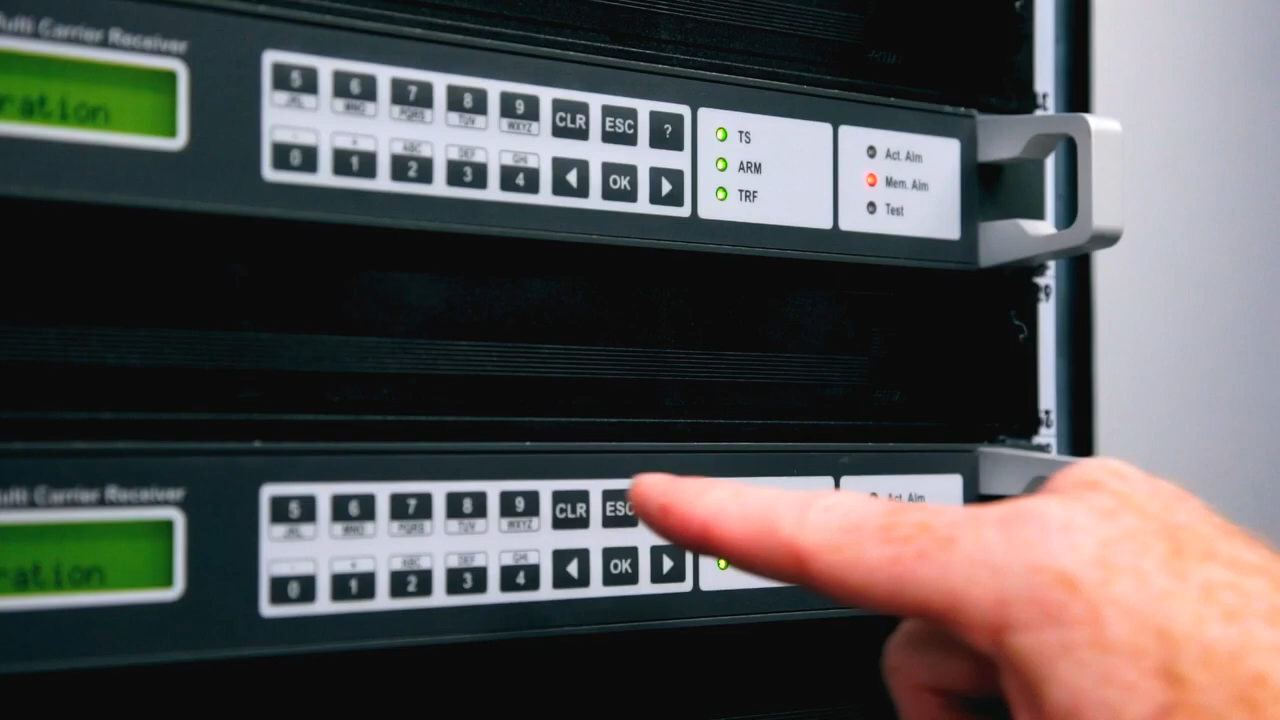 Multi Carrier Receiver
ration
5 6 7 8 9 CLR ESC ?
JKL MNO PQRS TUV WXYZ
ABC DEF GHI
0 1 2 3 4 OK
TS
ARM
TRF
Act. Alm
Mem. Alm
Test
29
Multi Carrier Receiver
ration
5 6 7 8 9 CLR ESC
JKL MNO PQRS TUV WXYZ
ABC DEF GHI
0 1 2 3 4 OK
Act. Alm